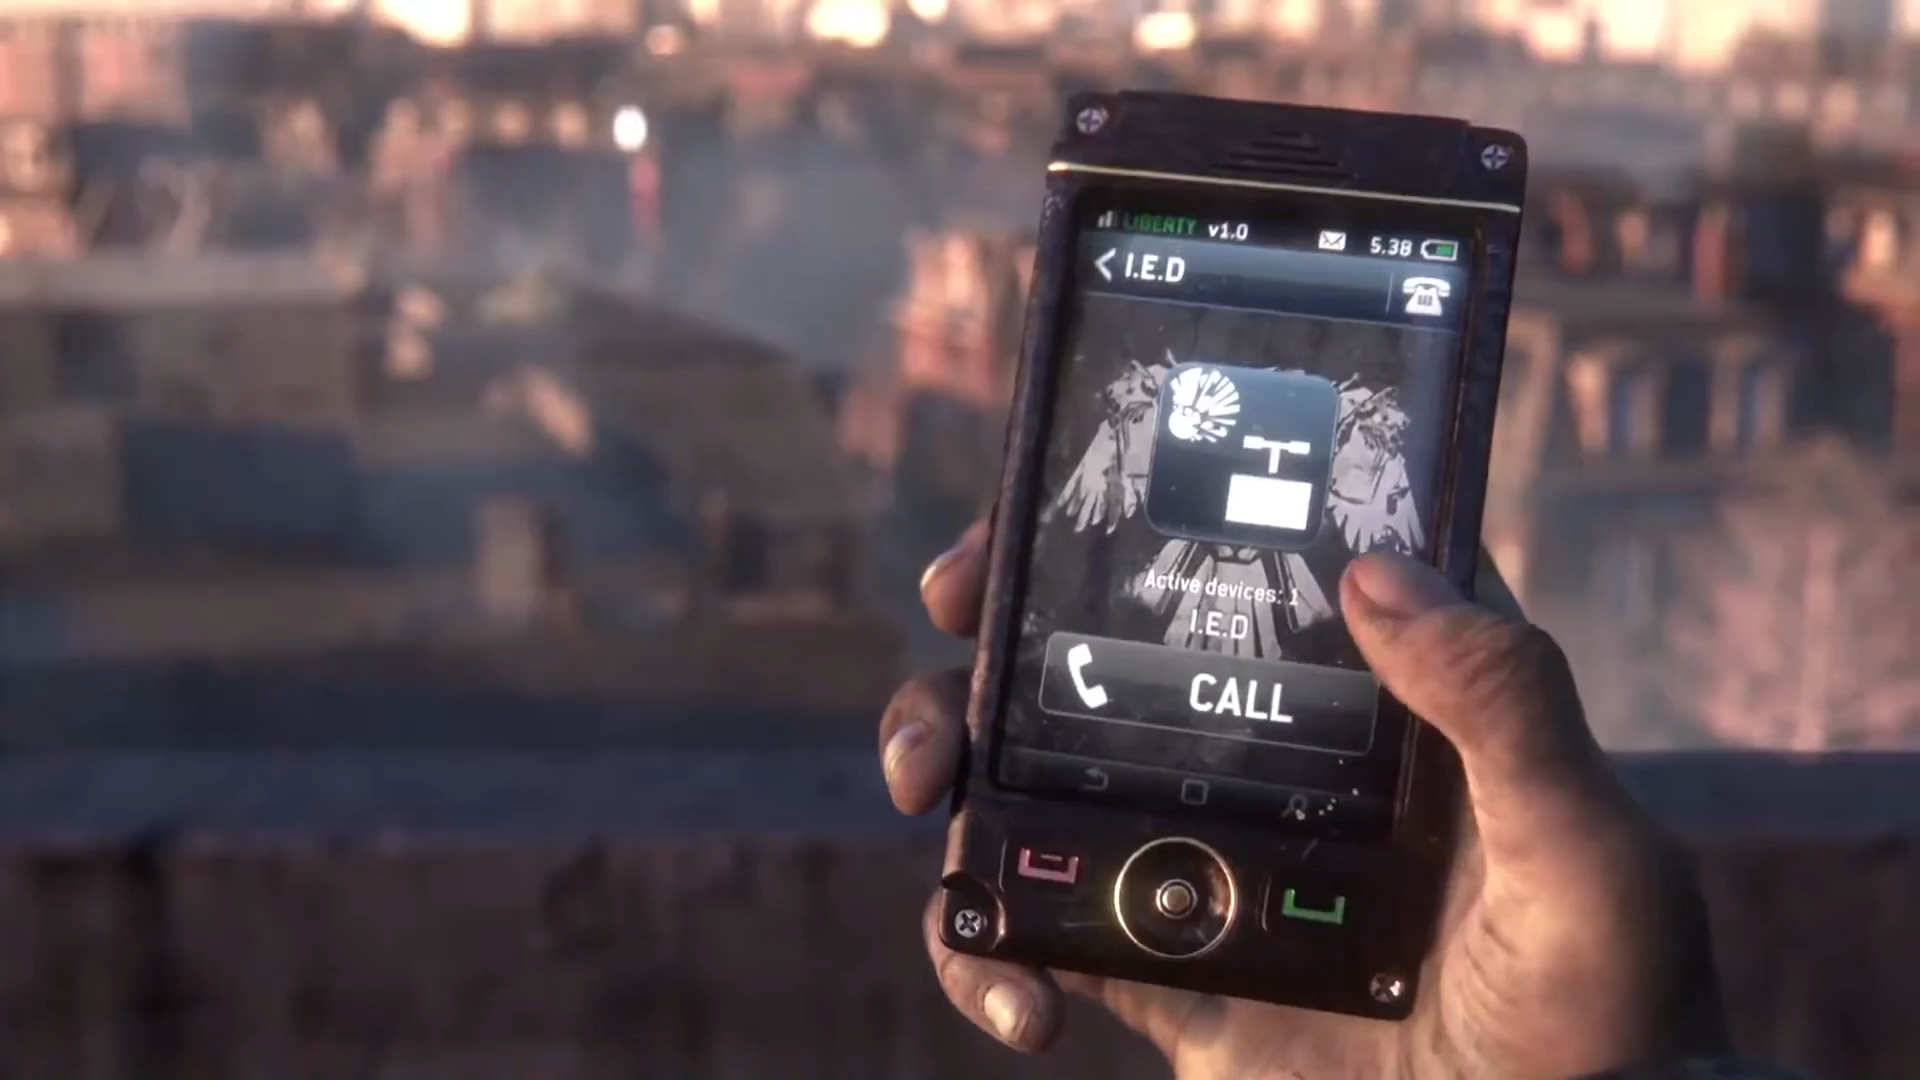 LIBERTY v1.0 5.38
I.E.D
Active devices: 1
I.E.D
CALL